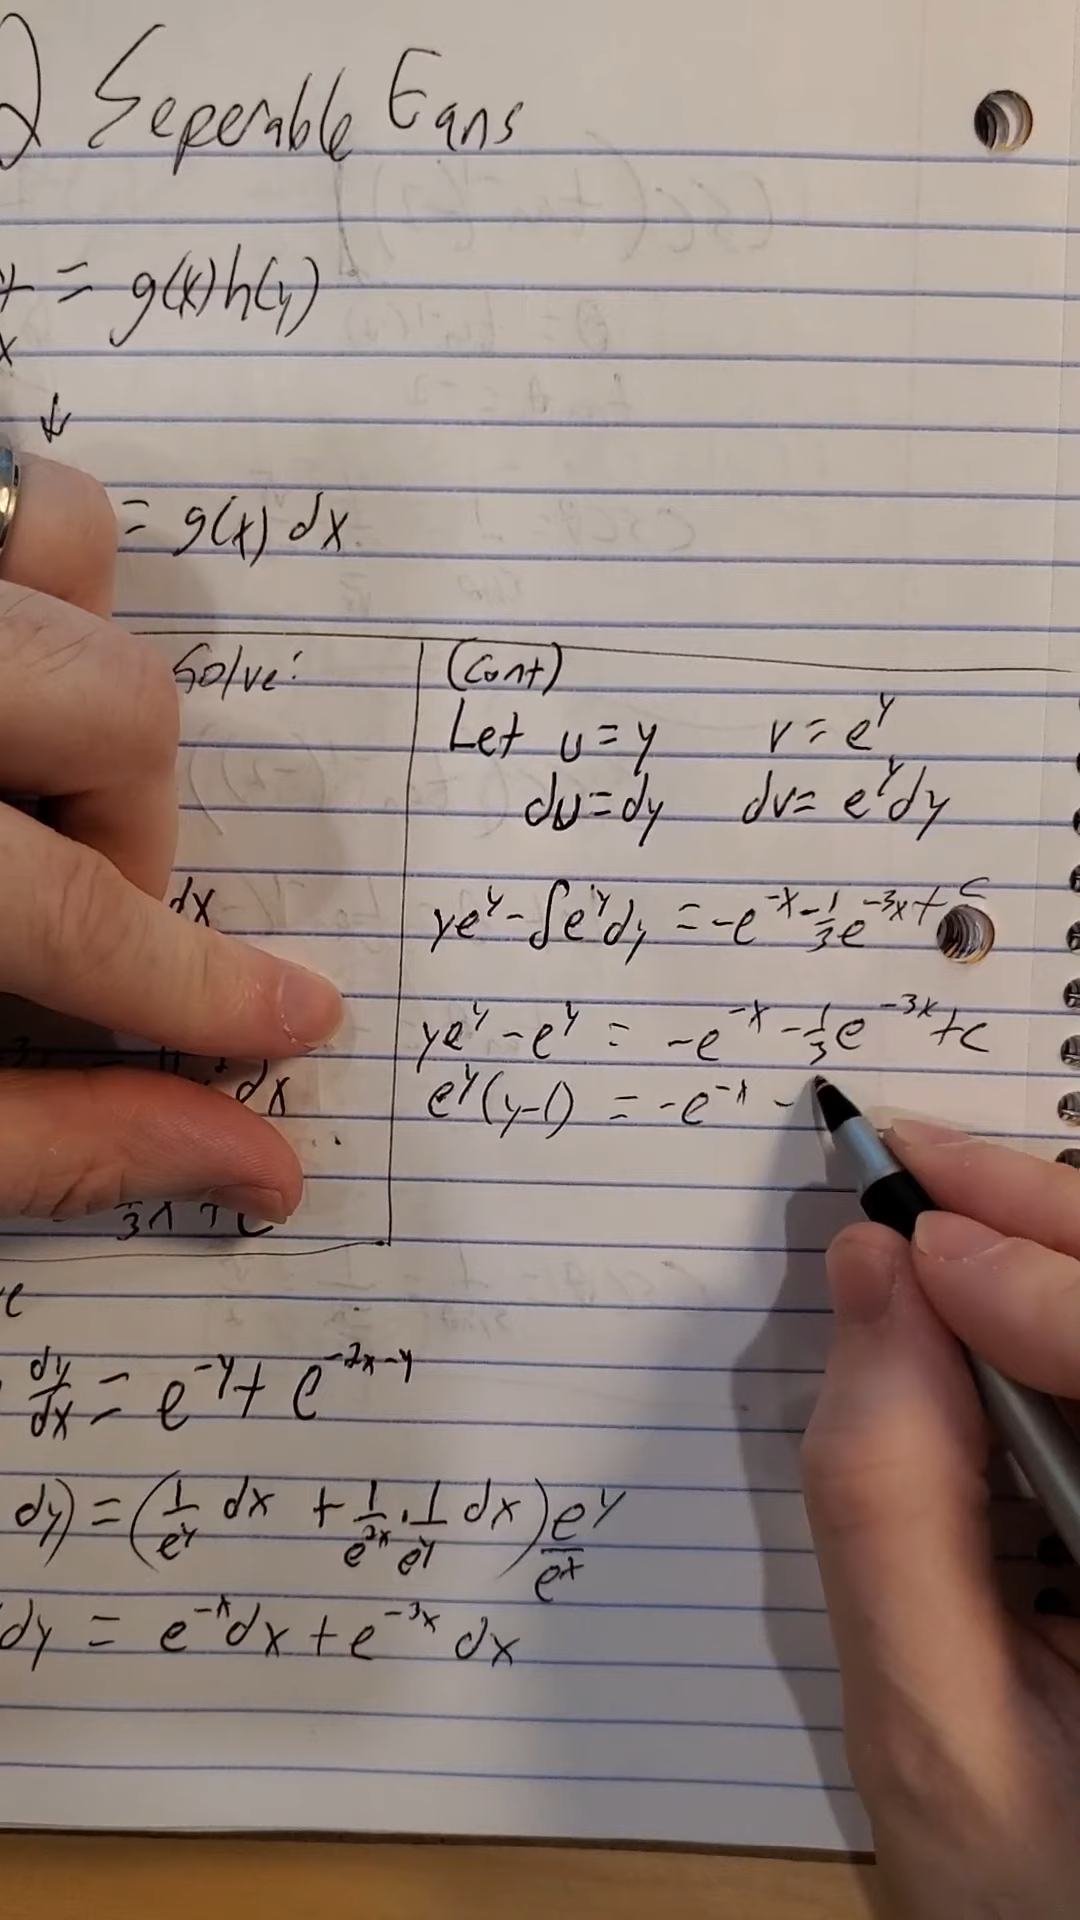 Seperable Eqns
= g(x)h(y)
x
↓
= g(x) dx
Solve:
dx
dx
3x + C
(Cont)
Let u = y v = e^y
du = dy dv = e^y dy
ye^y - ∫e^y dy = -e^-x - 1/3 e^-3x + C
ye^y - e^y = -e^-x - 1/3 e^-3x + C
e^y(y-1) = -e^-x -
dy/dx = e^-y + e^-2x-y
dy) = (1/e^y dx + 1/e^2x · 1/e^y dx) e^y/e^x
dy = e^-x dx + e^-3x dx